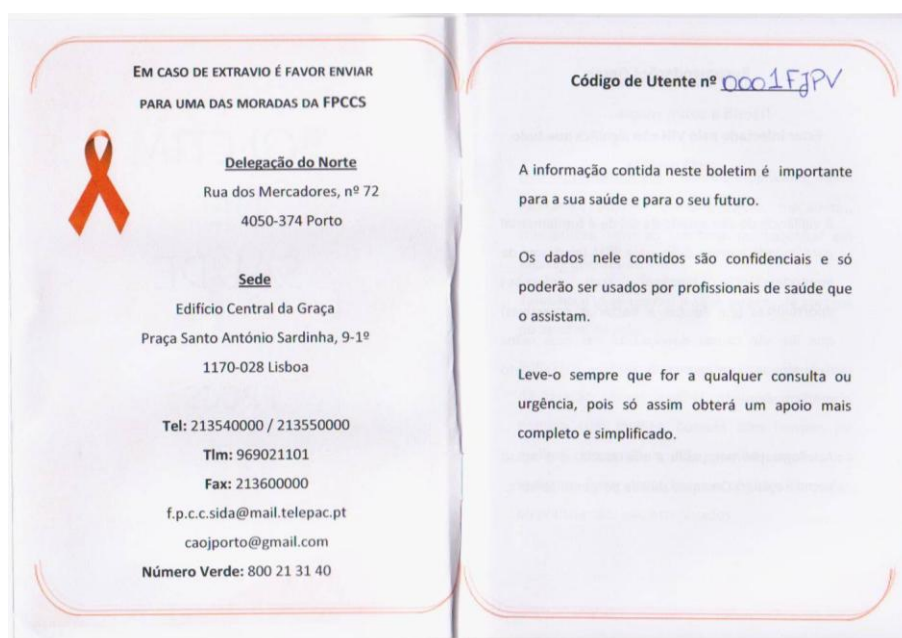 EM CASO DE EXTRAVIO É FAVOR ENVIAR
PARA UMA DAS MORADAS DA FPCCS
Delegação do Norte
Rua dos Mercadores, nº 72
4050-374 Porto
Sede
Edifício Central da Graça
Praça Santo António Sardinha, 9-1º
1170-028 Lisboa
Tel: 213540000 / 213550000
Tlm: 969021101
Fax: 213600000
f.p.c.c.sida@mail.telepac.pt
caojporto@gmail.com
Número Verde: 800 21 31 40
Código de Utente nº 0001FJPV
A informação contida neste boletim é importante
para a sua saúde e para o seu futuro.
Os dados nele contidos são confidenciais e só
poderão ser usados por profissionais de saúde que
o assistam.
Leve-o sempre que for a qualquer consulta ou
urgência, pois só assim obterá um apoio mais
completo e simplificado.